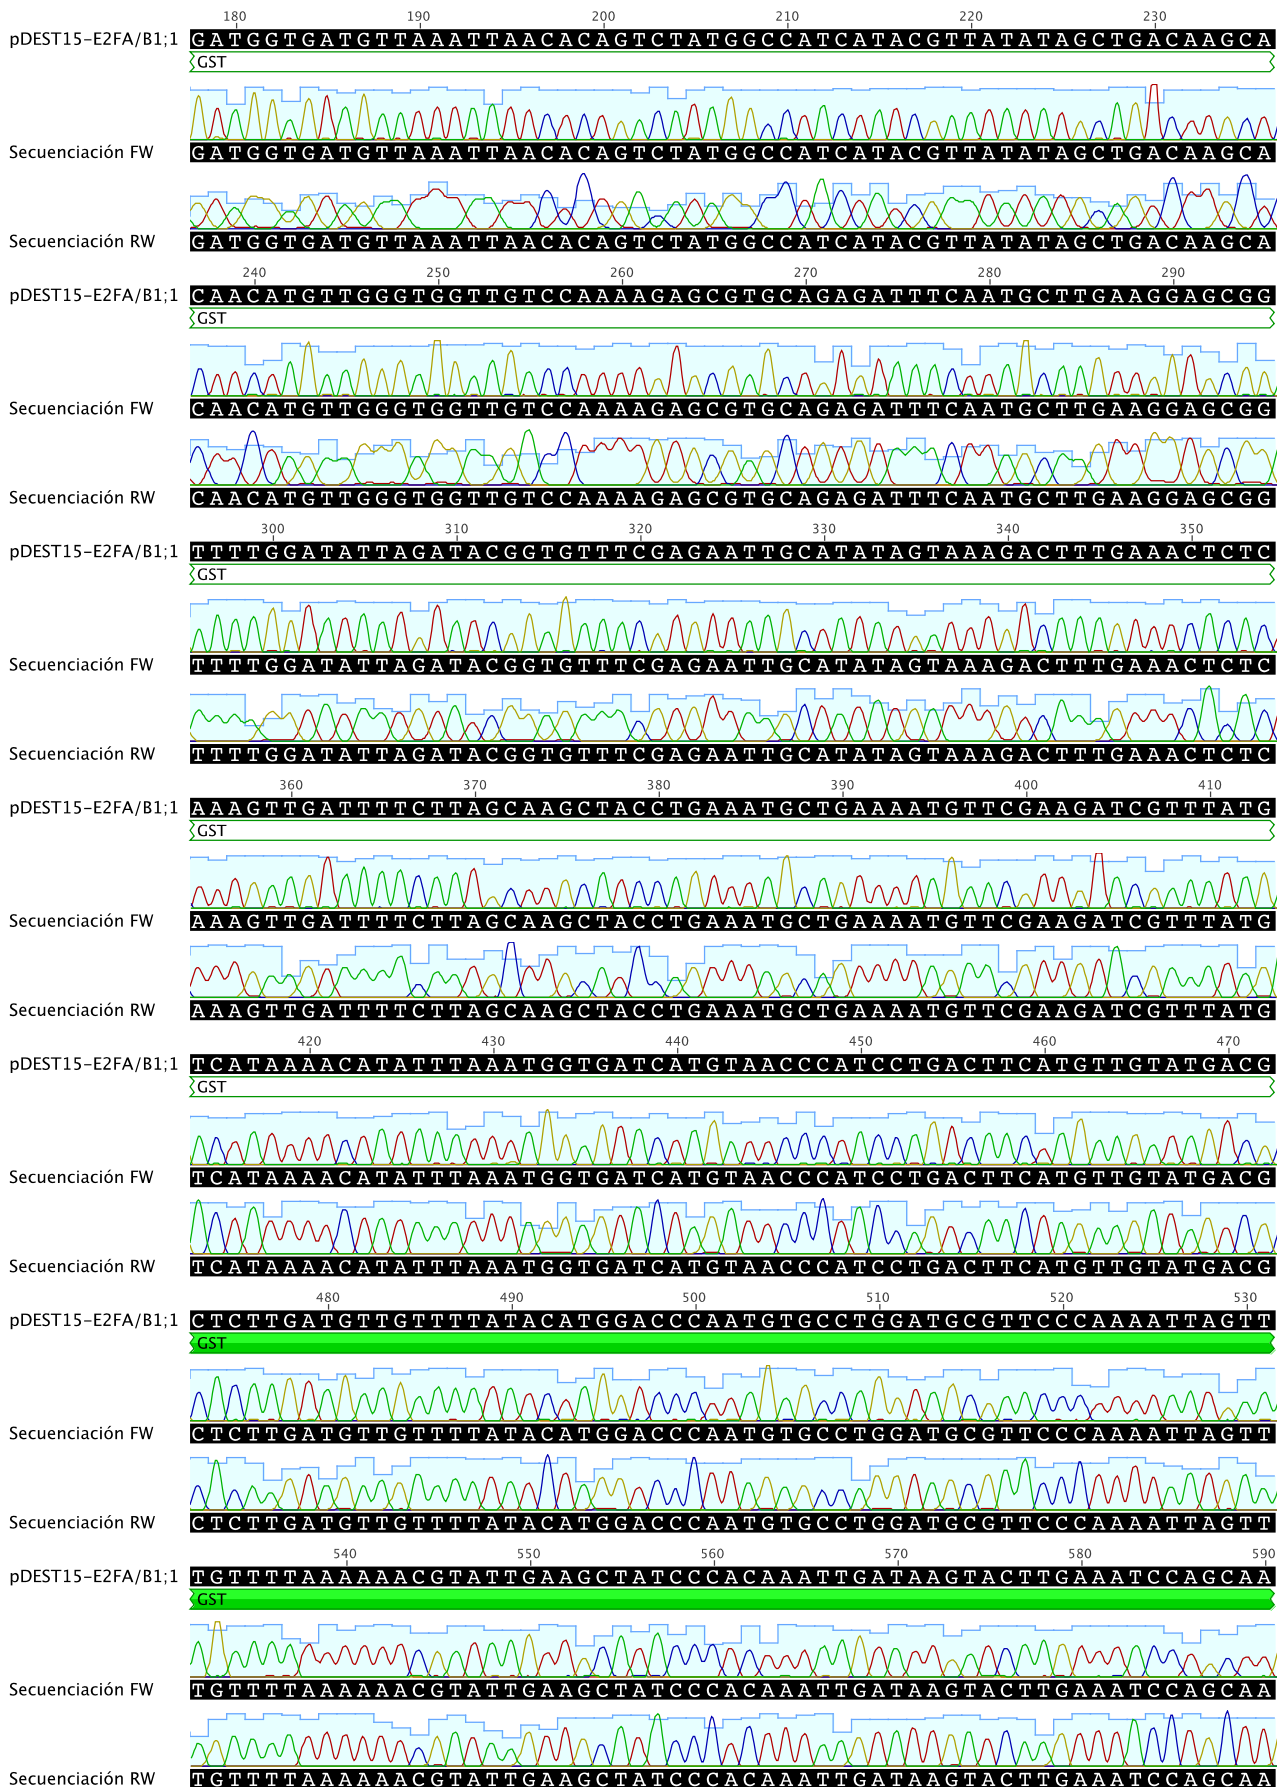 180 190 200 210 220 230
pDEST15-E2FA/B1;1 GATGGTGATGTTAAATTAACACAGTCTATGGCCATCATACGTTATATAGCTGACAAGCA
GST
Secuenciación FW GATGGTGATGTTAAATTAACACAGTCTATGGCCATCATACGTTATATAGCTGACAAGCA
Secuenciación RW GATGGTGATGTTAAATTAACACAGTCTATGGCCATCATACGTTATATAGCTGACAAGCA
240 250 260 270 280 290
pDEST15-E2FA/B1;1 CAACATGTTGGGTGGTTGTCCAAAAGAGCGTGCAGAGATTTCAATGCTTGAAGGAGCGG
GST
Secuenciación FW CAACATGTTGGGTGGTTGTCCAAAAGAGCGTGCAGAGATTTCAATGCTTGAAGGAGCGG
Secuenciación RW CAACATGTTGGGTGGTTGTCCAAAAGAGCGTGCAGAGATTTCAATGCTTGAAGGAGCGG
300 310 320 330 340 350
pDEST15-E2FA/B1;1 TTTTGGATATTAGATACGGTGTTTCGAGAATTGCATATAGTAAAGACTTTGAAACTCTC
GST
Secuenciación FW TTTTGGATATTAGATACGGTGTTTCGAGAATTGCATATAGTAAAGACTTTGAAACTCTC
Secuenciación RW TTTTGGATATTAGATACGGTGTTTCGAGAATTGCATATAGTAAAGACTTTGAAACTCTC
360 370 380 390 400 410
pDEST15-E2FA/B1;1 AAAGTTGATTTTCTTAGCAAGCTACCTGAAATGCTGAAAATGTTCGAAGATCGTTTATG
GST
Secuenciación FW AAAGTTGATTTTCTTAGCAAGCTACCTGAAATGCTGAAAATGTTCGAAGATCGTTTATG
Secuenciación RW AAAGTTGATTTTCTTAGCAAGCTACCTGAAATGCTGAAAATGTTCGAAGATCGTTTATG
420 430 440 450 460 470
pDEST15-E2FA/B1;1 TCATAAAACATATTTAAATGGTGATCATGTAACCCATCCTGACTTCATGTTGTATGACG
GST
Secuenciación FW TCATAAAACATATTTAAATGGTGATCATGTAACCCATCCTGACTTCATGTTGTATGACG
Secuenciación RW TCATAAAACATATTTAAATGGTGATCATGTAACCCATCCTGACTTCATGTTGTATGACG
480 490 500 510 520 530
pDEST15-E2FA/B1;1 CTCTTGATGTTGTTTTATACATGGACCCAATGTGCCTGGATGCGTTCCCAAAATTAGTT
GST
Secuenciación FW CTCTTGATGTTGTTTTATACATGGACCCAATGTGCCTGGATGCGTTCCCAAAATTAGTT
Secuenciación RW CTCTTGATGTTGTTTTATACATGGACCCAATGTGCCTGGATGCGTTCCCAAAATTAGTT
540 550 560 570 580 590
pDEST15-E2FA/B1;1 TGTTTTAAAAAACGTATTGAAGCTATCCCACAAATTGATAAGTACTTGAAATCCAGCAA
GST
Secuenciación FW TGTTTTAAAAAACGTATTGAAGCTATCCCACAAATTGATAAGTACTTGAAATCCAGCAA
Secuenciación RW TGTTTTAAAAAACGTATTGAAGCTATCCCACAAATTGATAAGTACTTGAAATCCAGCAA